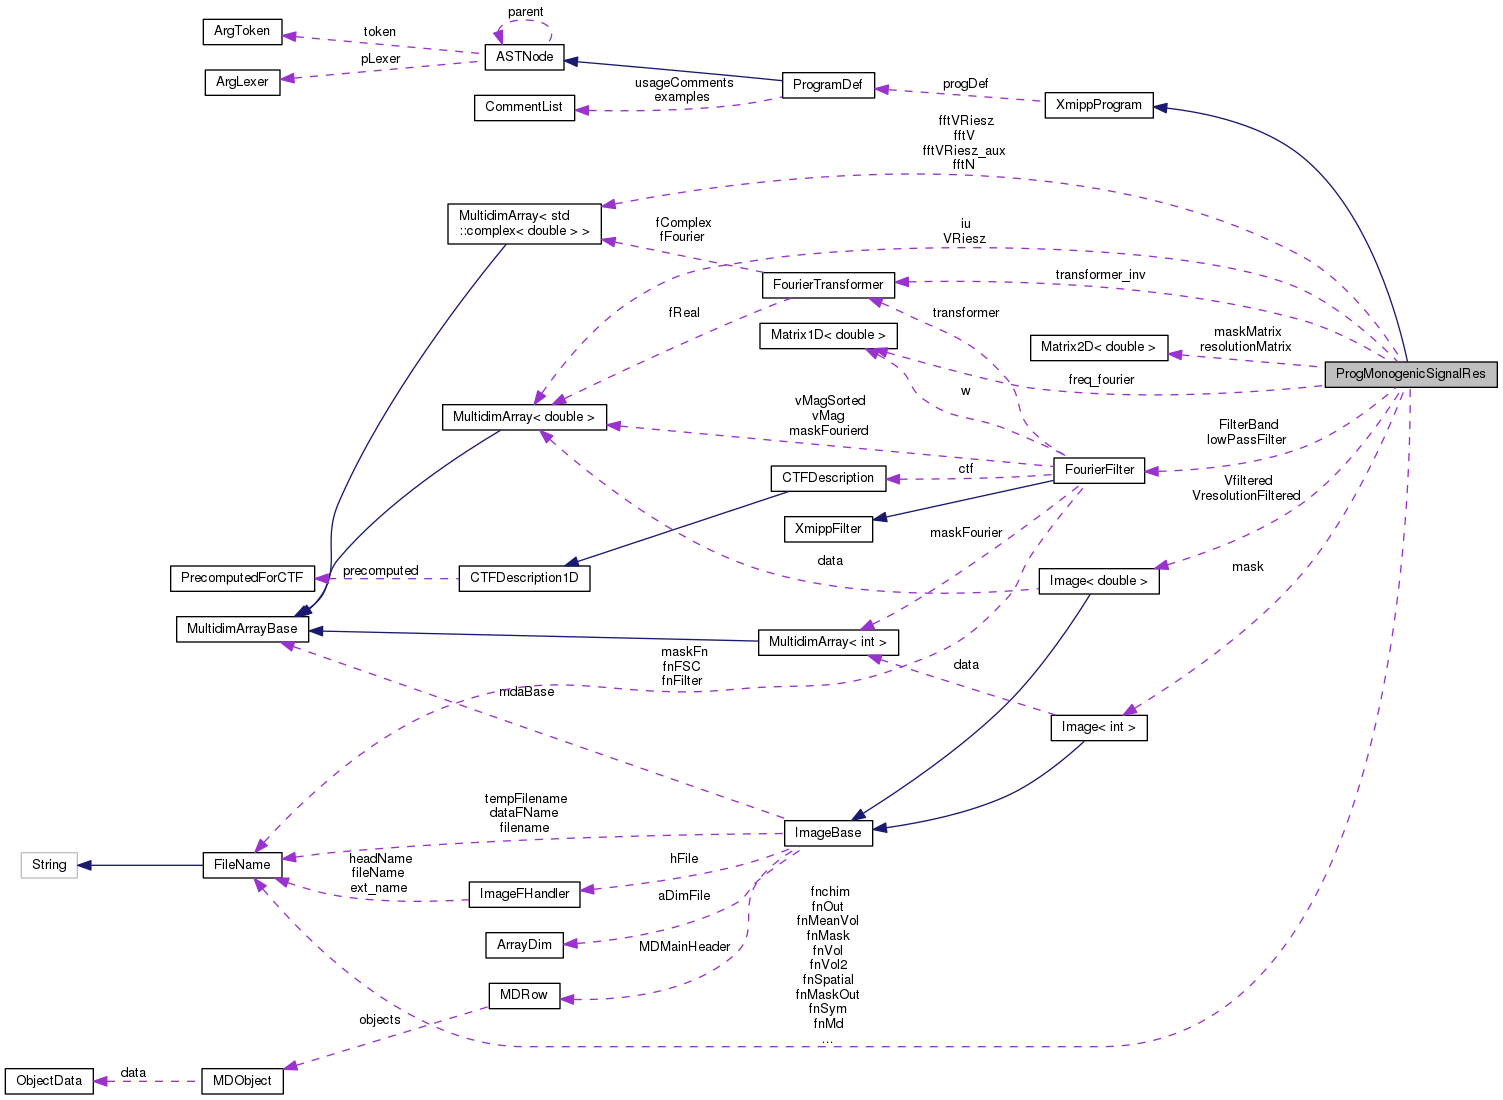 parent
ArgToken
token
ASTNode
pLexer
ArgLexer
usageComments
examples
ProgramDef
progDef
CommentList
XmippProgram
fftVRiesz
fftV
fftVRiesz_aux
fftN
MultidimArray< std
::complex< double > >
fComplex
fFourier
iu
VRiesz
FourierTransformer
transformer_inv
fReal
transformer
Matrix1D< double >
maskMatrix
resolutionMatrix
Matrix2D< double >
ProgMonogenicSignalRes
freq_fourier
w
MultidimArray< double >
vMagSorted
vMag
maskFourierd
FilterBand
lowPassFilter
FourierFilter
ctf
CTFDescription
Vfiltered
VresolutionFiltered
XmippFilter
maskFourier
data
mask
PrecomputedForCTF
precomputed
CTFDescription1D
Image< double >
MultidimArrayBase
MultidimArray< int >
maskFn
fnFSC
fnFilter
data
mdaBase
Image< int >
tempFilename
dataFName
filename
ImageBase
String
FileName
headName
fileName
ext_name
hFile
ImageFHandler
aDimFile
fnchim
fnOut
fnMeanVol
fnMask
fnVol
fnVol2
fnSpatial
fnMaskOut
fnSym
fnMd
...
ArrayDim
MDMainHeader
MDRow
objects
ObjectData
data
MDObject